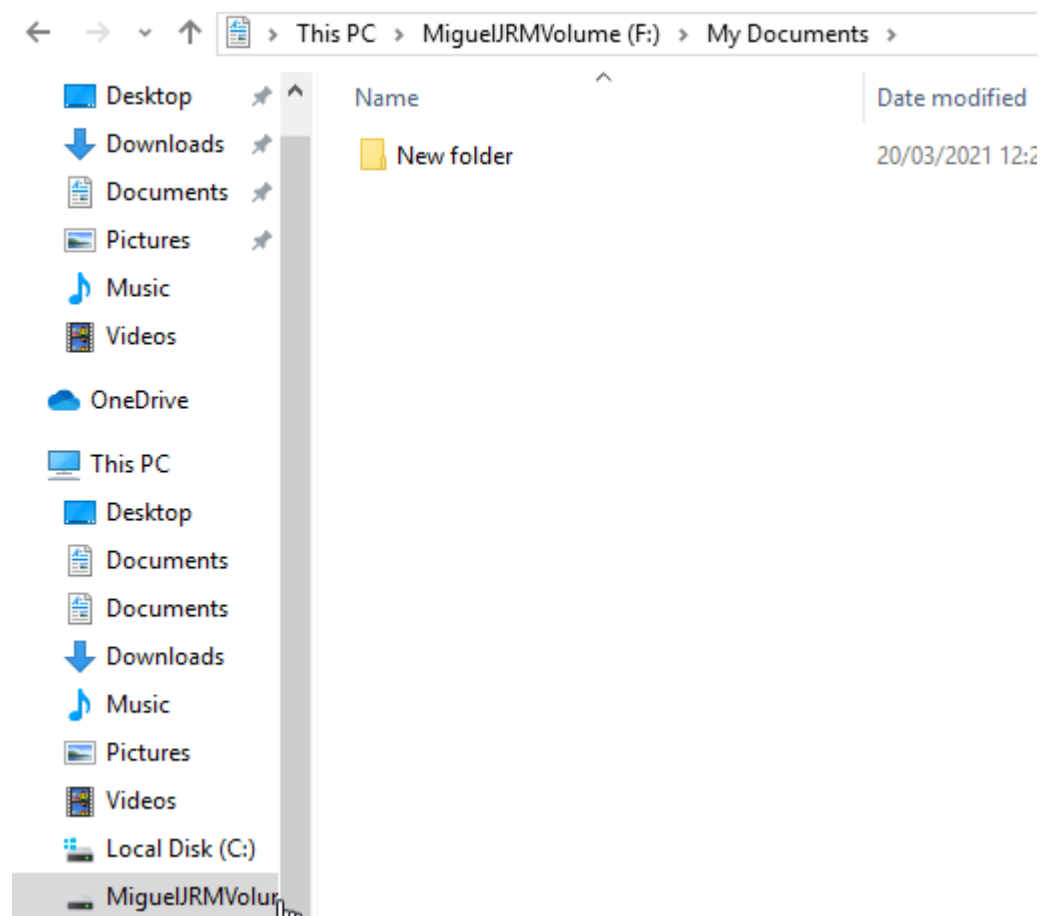 This PC > MiguelJRMVolume (F:) > My Documents >
Desktop
Downloads
Documents
Pictures
Music
Videos
OneDrive
This PC
Desktop
Documents
Documents
Downloads
Music
Pictures
Videos
Local Disk (C:)
MiguelJRMVolur
Name
Date modified
New folder
20/03/2021 12:2